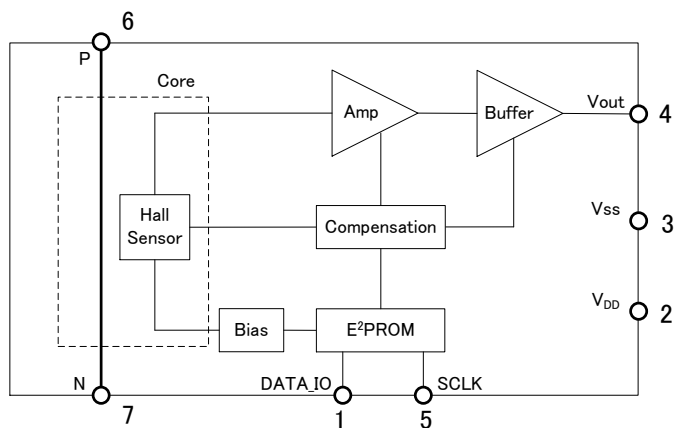 6
P
Core
Amp
Buffer
Vout
4
Hall
Sensor
Compensation
Vss
3
VDD
2
Bias
E²PROM
N
DATA_IO
SCLK
7
1
5